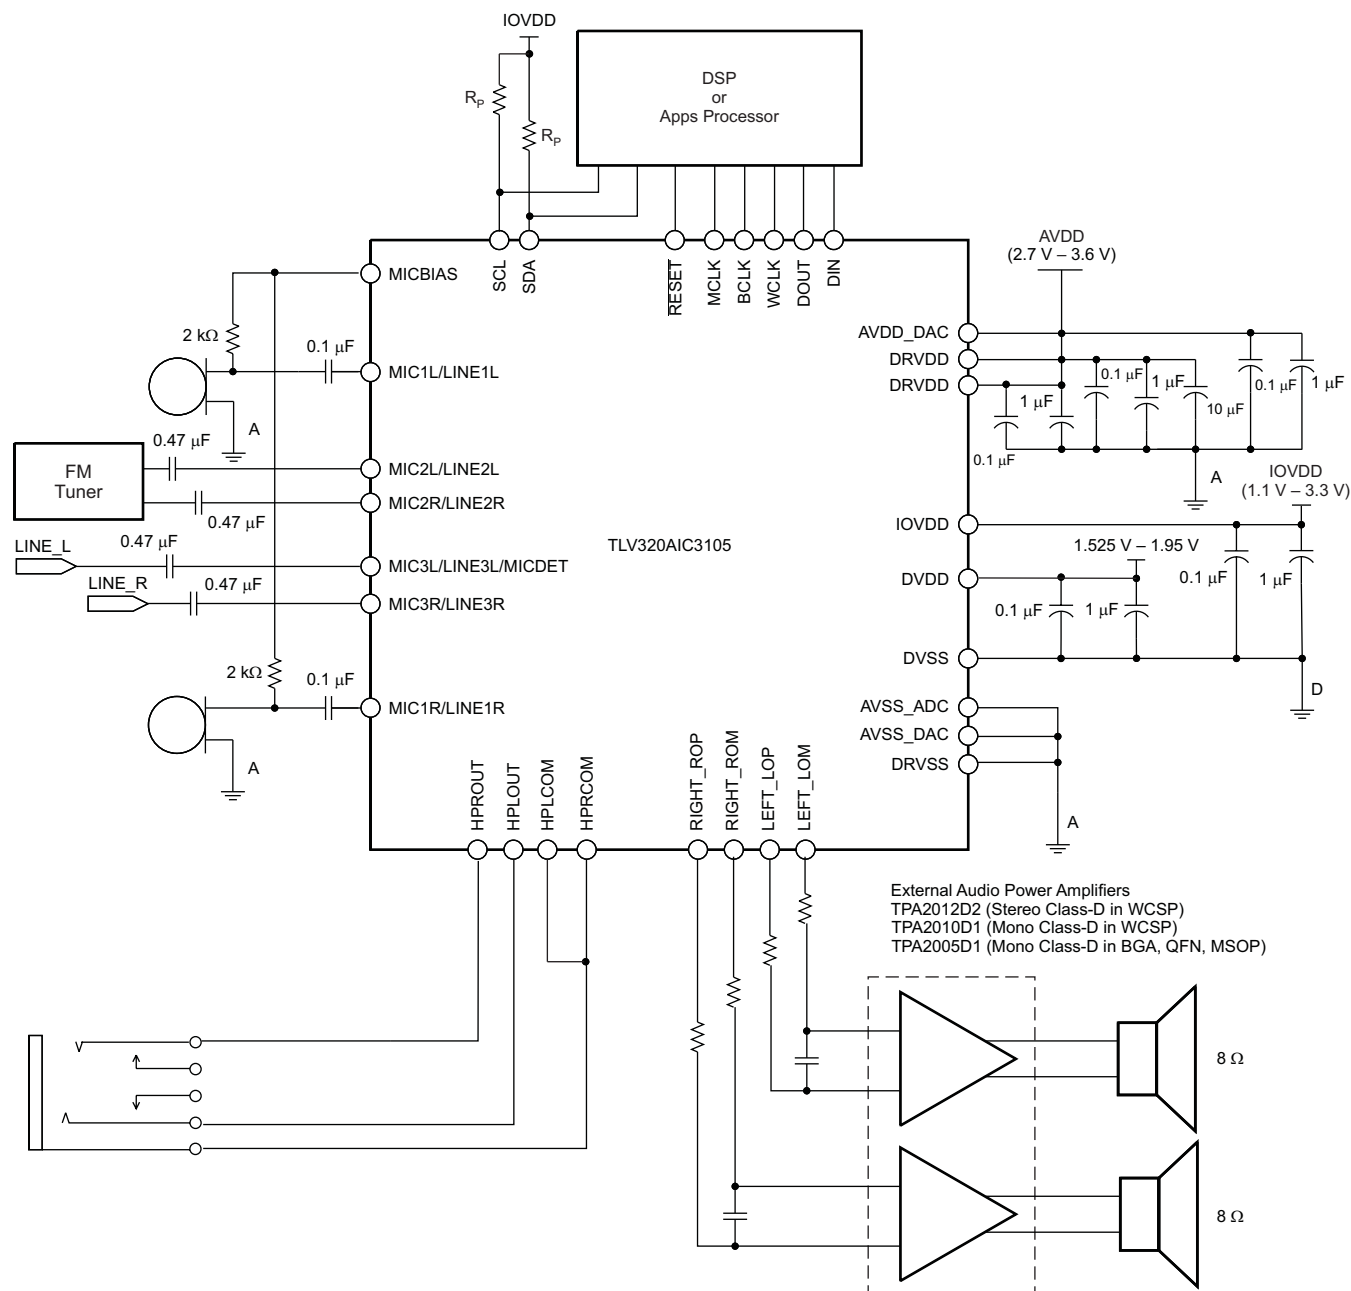 IOVDD
DSP
or
Apps Processor
R_P
R_P
SCL
SDA
RESET
MCLK
BCLK
WCLK
DOUT
DIN
AVDD
(2.7 V – 3.6 V)
MICBIAS
2 kΩ
0.1 μF
MIC1L/LINE1L
A
AVDD_DAC
DRVDD
DRVDD
0.1 μF
1 μF
0.1 μF
1 μF
10 μF
0.1 μF
1 μF
A
FM
Tuner
0.47 μF
MIC2L/LINE2L
0.47 μF
MIC2R/LINE2R
LINE_L
0.47 μF
MIC3L/LINE3L/MICDET
LINE_R
0.47 μF
MIC3R/LINE3R
TLV320AIC3105
IOVDD
(1.1 V – 3.3 V)
IOVDD
1.525 V – 1.95 V
DVDD
0.1 μF
1 μF
0.1 μF
1 μF
DVSS
D
2 kΩ
0.1 μF
MIC1R/LINE1R
A
AVSS_ADC
AVSS_DAC
DRVSS
A
HPROUT
HPLOUT
HPLCOM
HPRCOM
RIGHT_ROP
RIGHT_ROM
LEFT_LOP
LEFT_LOM
External Audio Power Amplifiers
TPA2012D2 (Stereo Class-D in WCSP)
TPA2010D1 (Mono Class-D in WCSP)
TPA2005D1 (Mono Class-D in BGA, QFN, MSOP)
8 Ω
8 Ω